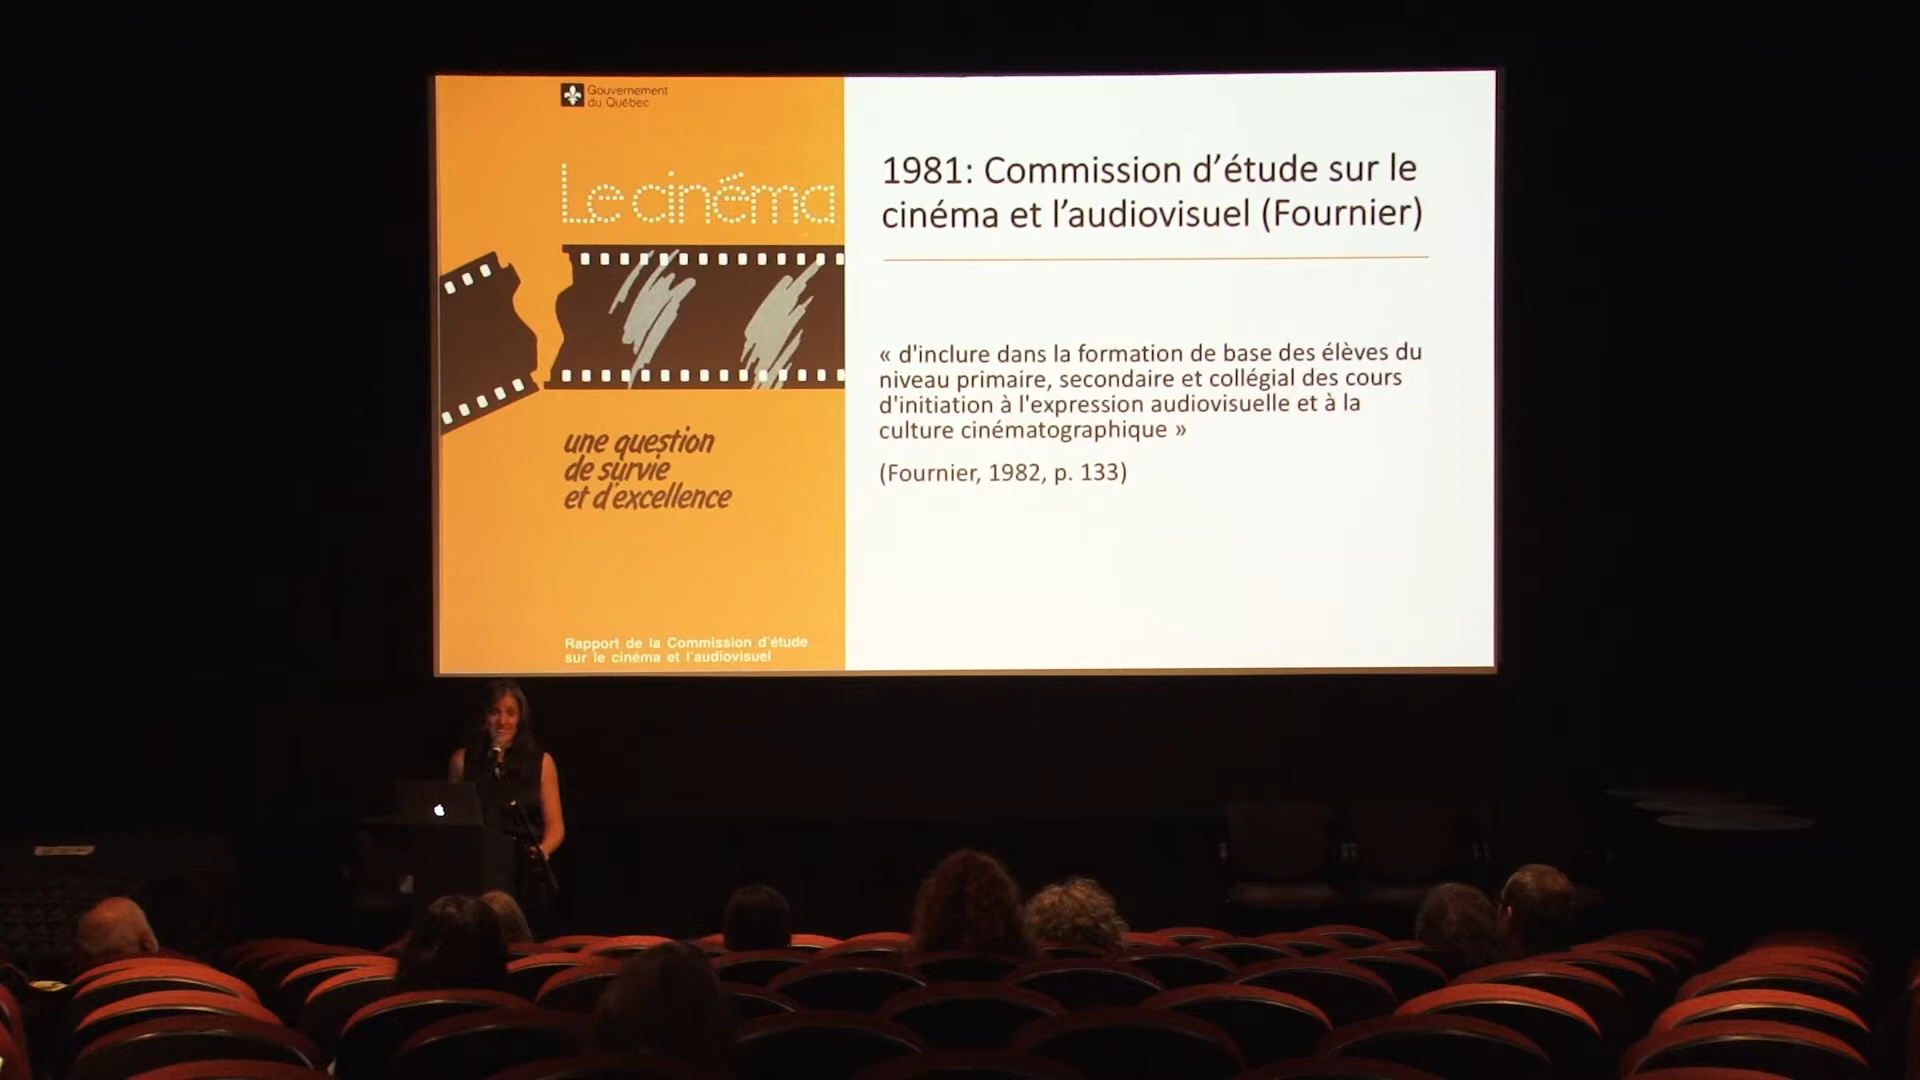 Gouvernement
du Québec
Le cinéma
une question
de survie
et d'excellence
Rapport de la Commission d'étude
sur le cinéma et l'audiovisuel
1981: Commission d’étude sur le
cinéma et l’audiovisuel (Fournier)
« d'inclure dans la formation de base des élèves du
niveau primaire, secondaire et collégial des cours
d'initiation à l'expression audiovisuelle et à la
culture cinématographique »
(Fournier, 1982, p. 133)